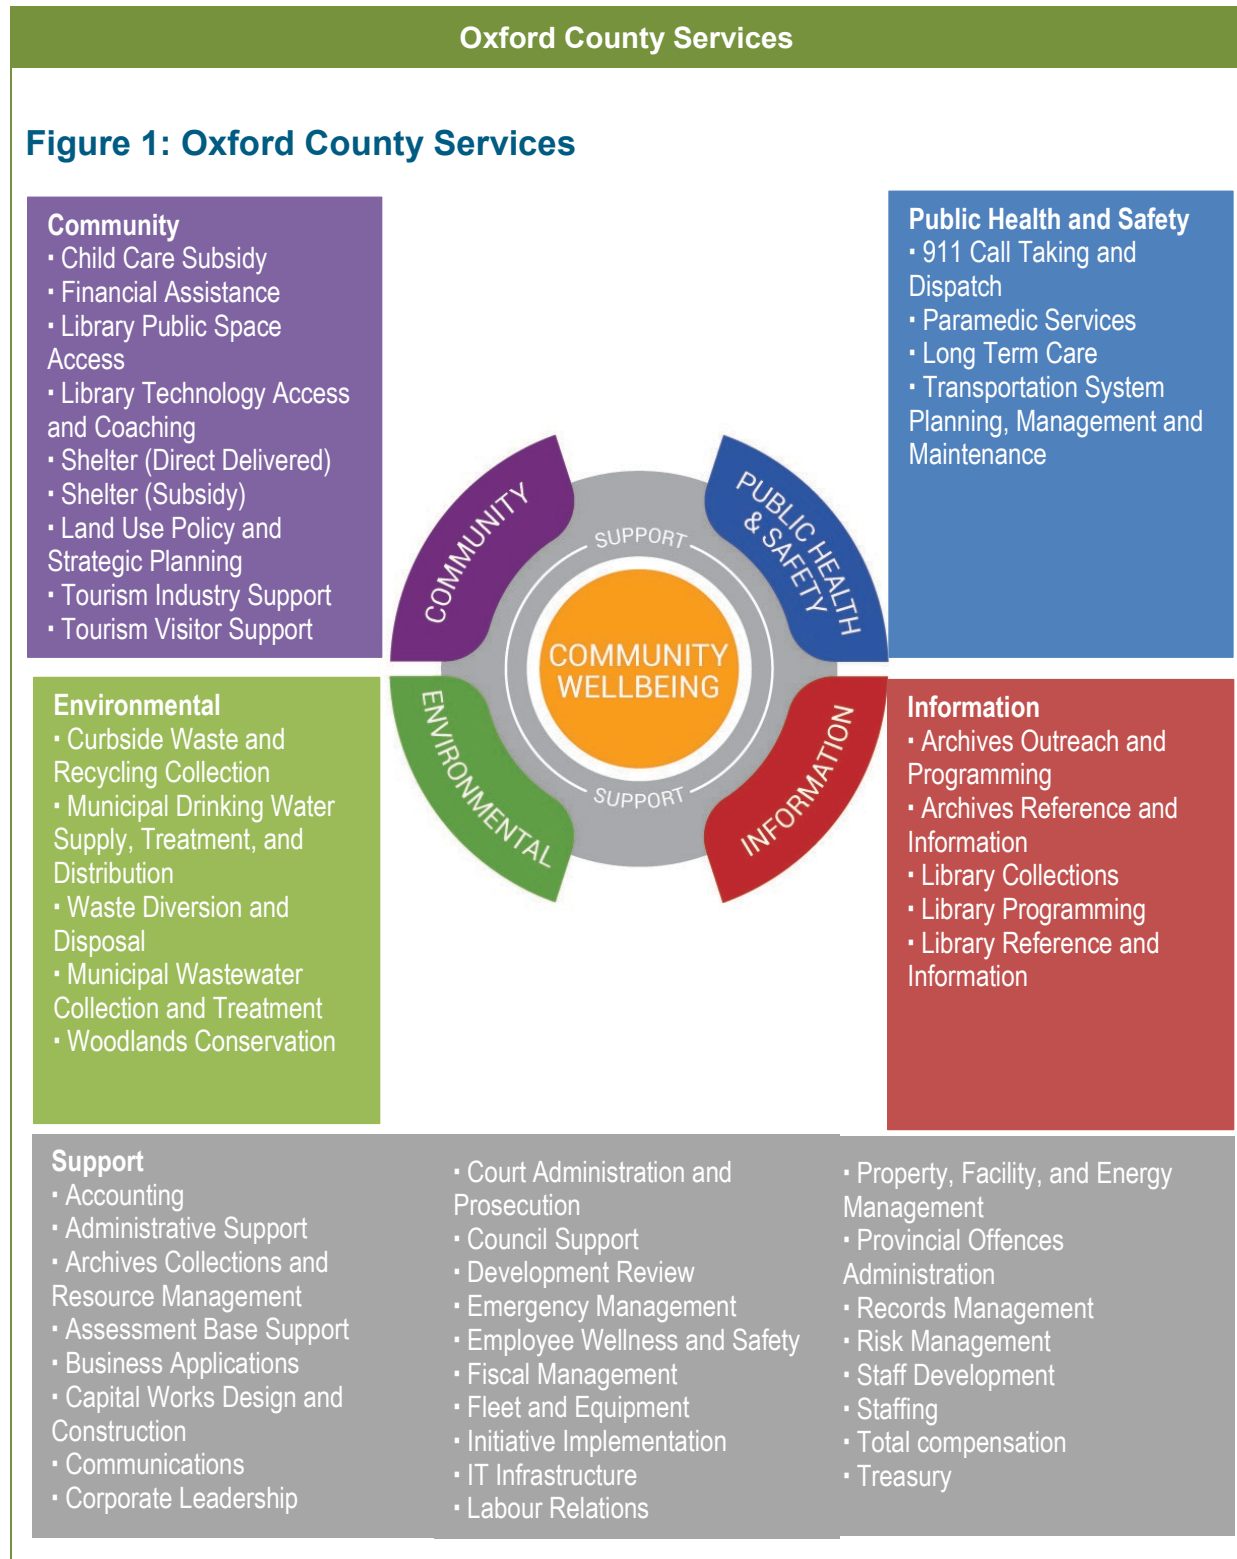 Oxford County Services
Figure 1: Oxford County Services
Community
· Child Care Subsidy
· Financial Assistance
· Library Public Space
Access
· Library Technology Access
and Coaching
· Shelter (Direct Delivered)
· Shelter (Subsidy)
· Land Use Policy and
Strategic Planning
· Tourism Industry Support
· Tourism Visitor Support
Public Health and Safety
· 911 Call Taking and
Dispatch
· Paramedic Services
· Long Term Care
· Transportation System
Planning, Management and
Maintenance
COMMUNITY
PUBLIC HEALTH
& SAFETY
SUPPORT
COMMUNITY
WELLBEING
ENVIRONMENTAL
INFORMATION
SUPPORT
Environmental
· Curbside Waste and
Recycling Collection
· Municipal Drinking Water
Supply, Treatment, and
Distribution
· Waste Diversion and
Disposal
· Municipal Wastewater
Collection and Treatment
· Woodlands Conservation
Information
· Archives Outreach and
Programming
· Archives Reference and
Information
· Library Collections
· Library Programming
· Library Reference and
Information
Support
· Accounting
· Administrative Support
· Archives Collections and
Resource Management
· Assessment Base Support
· Business Applications
· Capital Works Design and
Construction
· Communications
· Corporate Leadership
· Court Administration and
Prosecution
· Council Support
· Development Review
· Emergency Management
· Employee Wellness and Safety
· Fiscal Management
· Fleet and Equipment
· Initiative Implementation
· IT Infrastructure
· Labour Relations
· Property, Facility, and Energy
Management
· Provincial Offences
Administration
· Records Management
· Risk Management
· Staff Development
· Staffing
· Total compensation
· Treasury